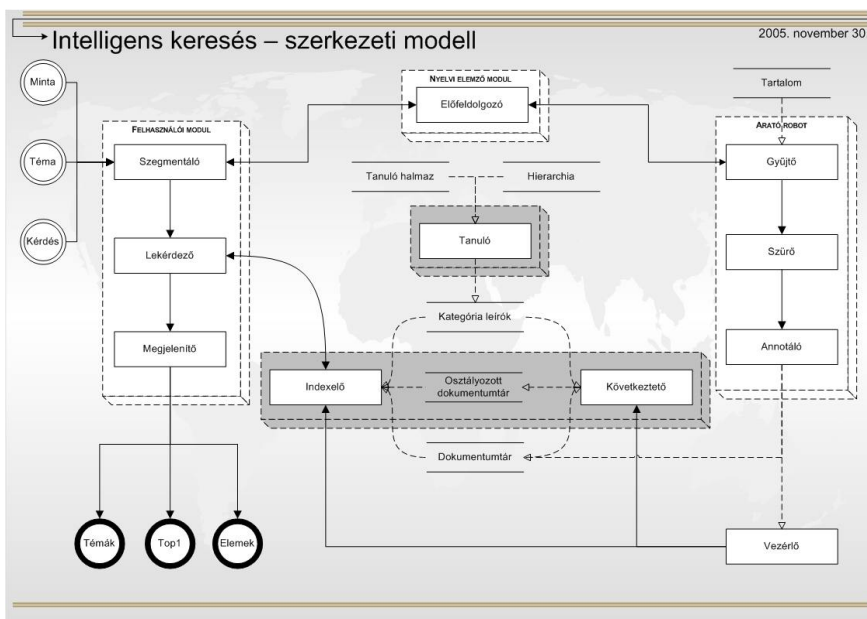 Intelligens keresés – szerkezeti modell
2005. november 30
Minta
Téma
Kérdés
FELHASZNÁLÓI MODUL
Szegmentáló
Lekérdező
Megjelenítő
Témák
Top1
Elemek
NYELVI ELEMZŐ MODUL
Előfeldolgozó
Tanuló halmaz
Hierarchia
Tanuló
Kategória leírók
Indexelő
Osztályozott
dokumentumtár
Következtető
Dokumentumtár
Tartalom
ARATÓ ROBOT
Gyűjtő
Szűrő
Annotáló
Vezérlő